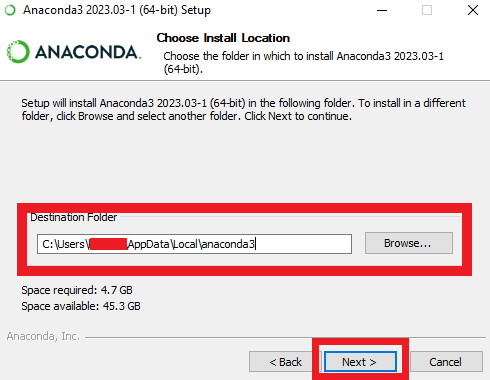 Anaconda3 2023.03-1 (64-bit) Setup
ANACONDA.
Choose Install Location
Choose the folder in which to install Anaconda3 2023.03-1
(64-bit).
Setup will install Anaconda3 2023.03-1 (64-bit) in the following folder. To install in a different
folder, click Browse and select another folder. Click Next to continue.
Destination Folder
C:\Users\ AppData\Local\anaconda3
Browse...
Space required: 4.7 GB
Space available: 45.3 GB
Anaconda, Inc.
< Back
Next >
Cancel